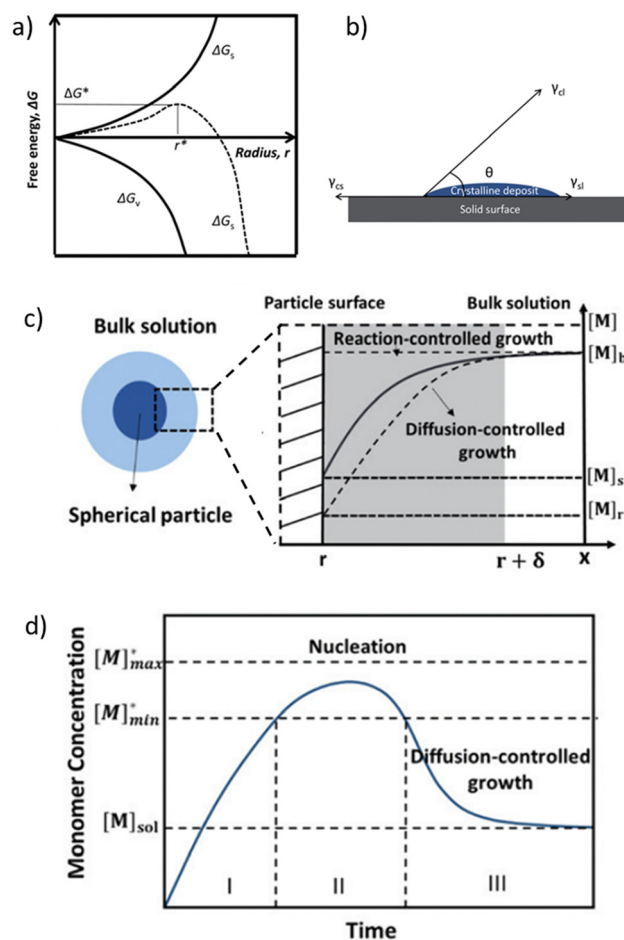 a)
Free energy, ΔG
ΔG*
ΔGs
r*
Radius, r
ΔGv
ΔGs
b)
γcl
θ
γcs
Crystalline deposit
γsl
Solid surface
c)
Particle surface
Bulk solution
[M]
Bulk solution
Reaction-controlled growth
[M]b
Diffusion-controlled
growth
[M]s
Spherical particle
[M]r
r
r + δ
x
d)
Monomer Concentration
Nucleation
[M]*max
[M]*min
Diffusion-controlled
growth
[M]sol
I
II
III
Time